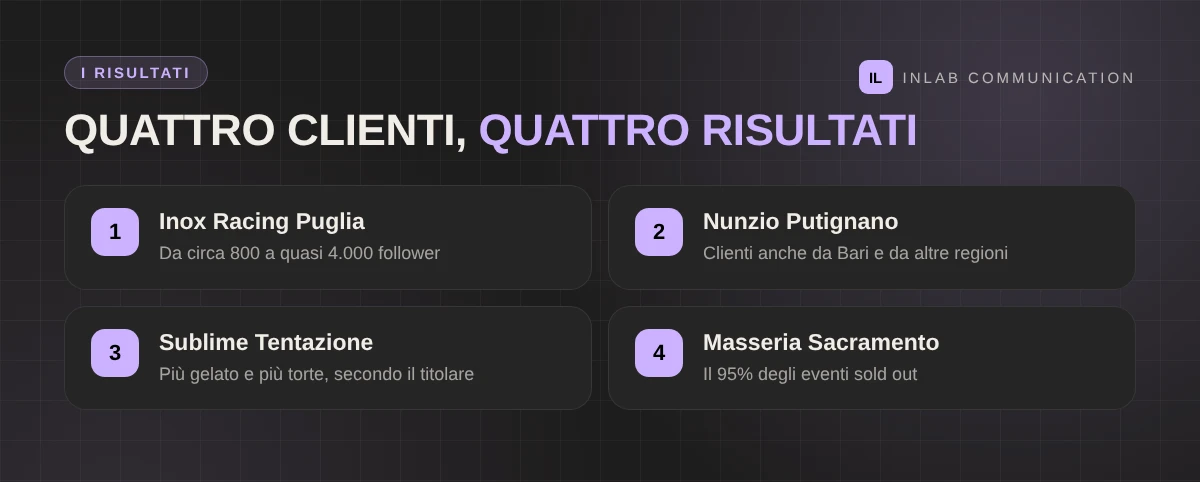 I RISULTATI
IL INLAB COMMUNICATION
QUATTRO CLIENTI, QUATTRO RISULTATI
1
Inox Racing Puglia
Da circa 800 a quasi 4.000 follower
2
Nunzio Putignano
Clienti anche da Bari e da altre regioni
3
Sublime Tentazione
Più gelato e più torte, secondo il titolare
4
Masseria Sacramento
Il 95% degli eventi sold out